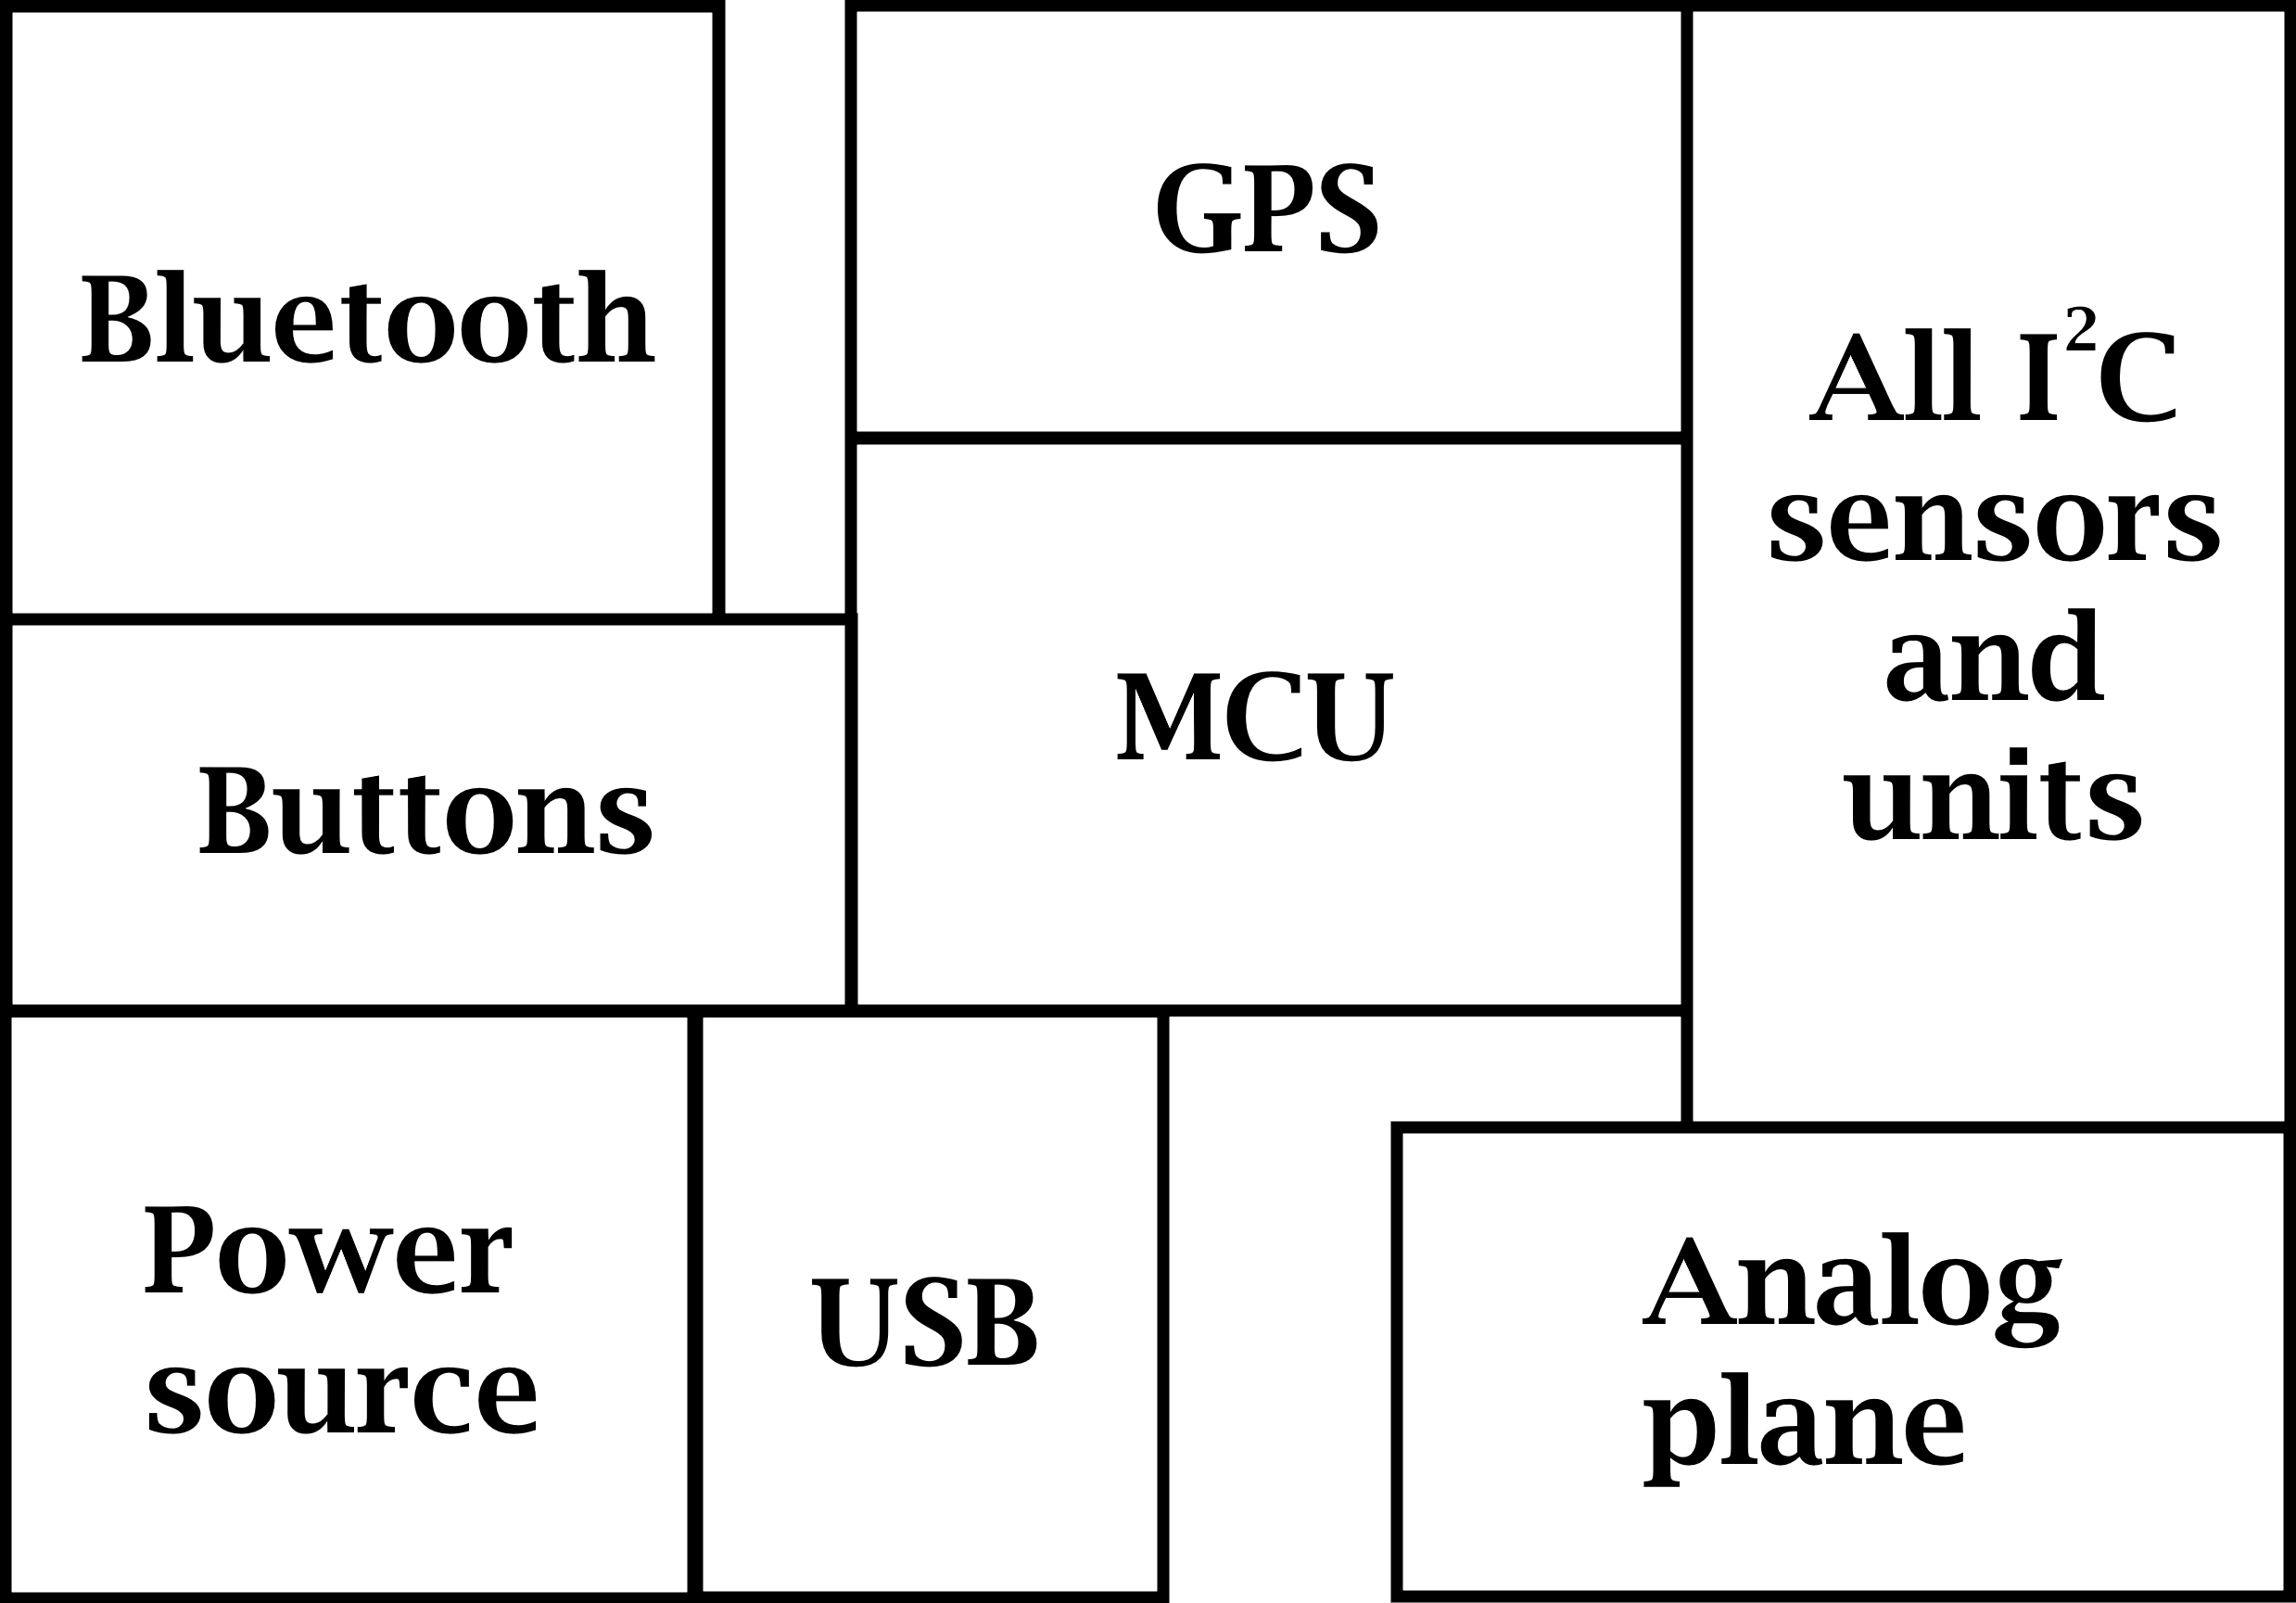 Bluetooth
GPS
All I²C
sensors
and
units
Buttons
MCU
Power
source
USB
Analog
plane